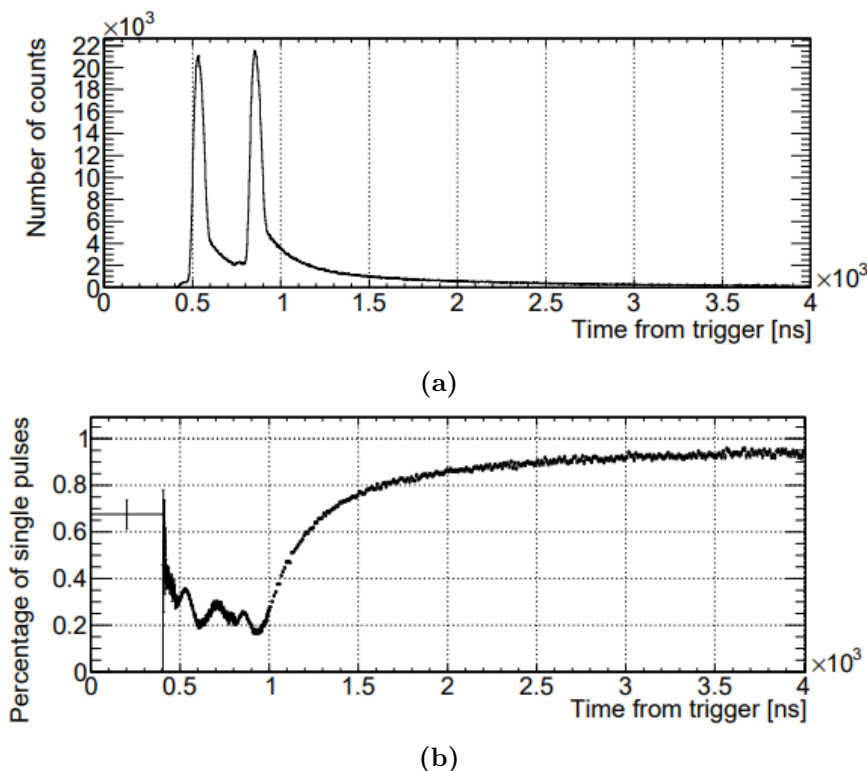 ×10³
Number of counts
22
20
18
16
14
12
10
8
6
4
2
0
0 0.5 1 1.5 2 2.5 3 3.5 4
×10³
Time from trigger [ns]
(a)
Percentage of single pulses
1
0.8
0.6
0.4
0.2
0
0 0.5 1 1.5 2 2.5 3 3.5 4
×10³
Time from trigger [ns]
(b)